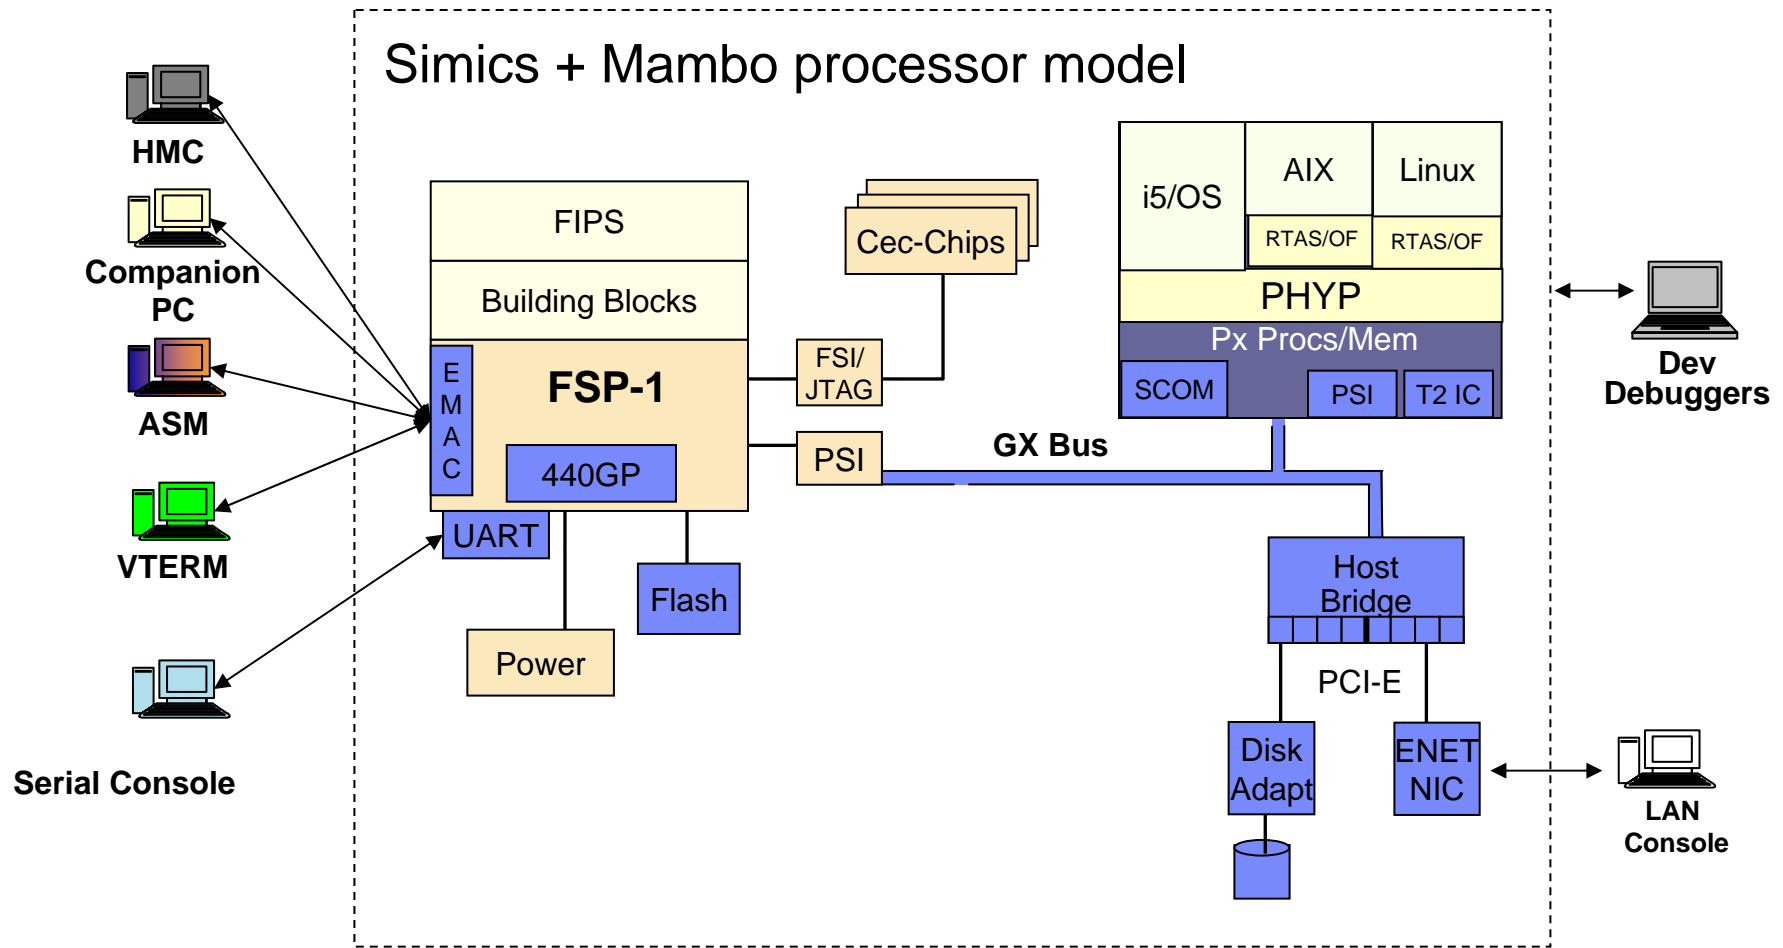 Simics + Mambo processor model
HMC
Companion
PC
ASM
VTERM
Serial Console
FIPS
Building Blocks
FSP-1
E
M
A
C
440GP
UART
Flash
Power
Cec-Chips
FSI/
JTAG
PSI
GX Bus
i5/OS
AIX
Linux
RTAS/OF
RTAS/OF
PHYP
Px Procs/Mem
SCOM
PSI
T2 IC
Host
Bridge
PCI-E
Disk
Adapt
ENET
NIC
Dev
Debuggers
LAN
Console